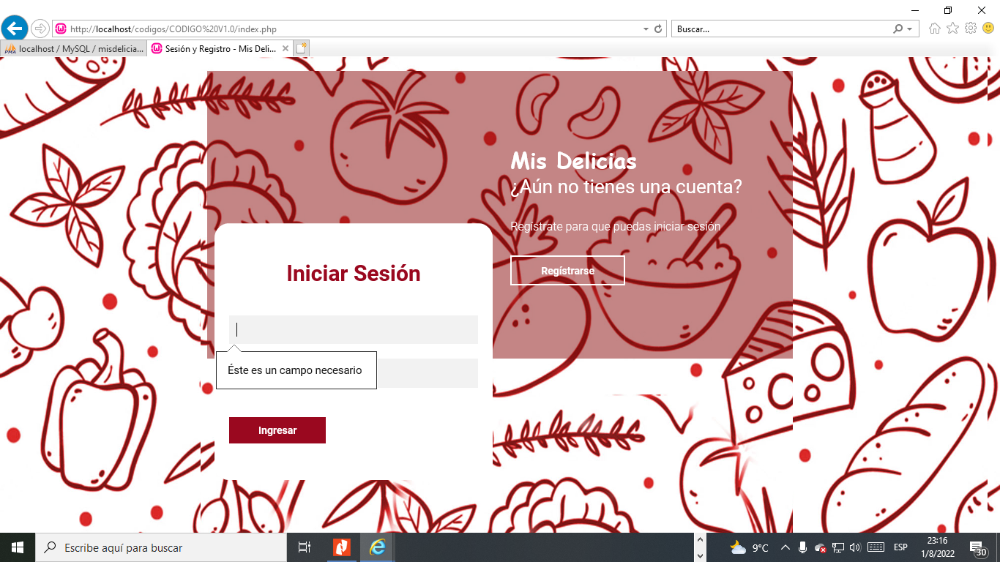 http://localhost/codigos/CODIGO%20V1.0/index.php
Buscar...
localhost / MySQL / misdelicia...
Sesión y Registro - Mis Deli...
Mis Delicias
¿Aún no tienes una cuenta?
Regístrate para que puedas iniciar sesión
Regístrarse
Iniciar Sesión
Éste es un campo necesario
Ingresar
Escribe aquí para buscar
9°C
ESP
23:16
1/8/2022
30